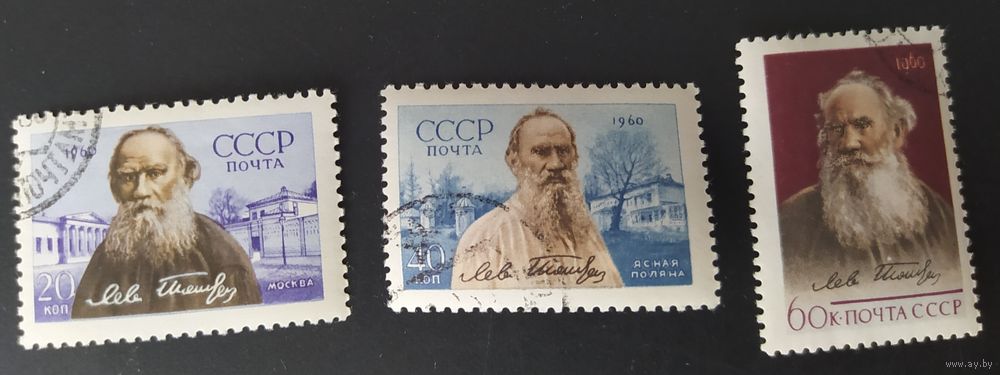 1960
СССР
ПОЧТА
20
КОП
Лев Толстой
МОСКВА
СССР
ПОЧТА
1960
40
КОП
Лев Толстой
ЯСНАЯ
ПОЛЯНА
1960
Лев Толстой
60К·ПОЧТА СССР
www.ay.by